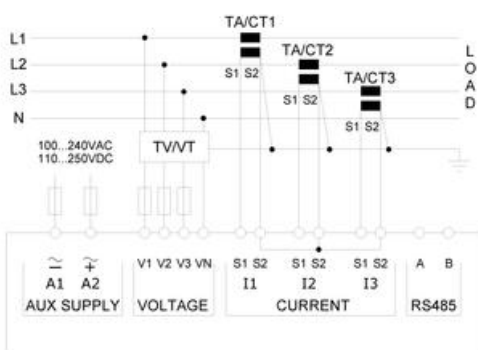 TA/CT1
L1
TA/CT2
L2
S1 S2
TA/CT3
L3
S1 S2
N
S1 S2
LOAD
100...240VAC
110...250VDC
TV/VT
~ ~
− +
V1 V2 V3 VN
S1 S2 S1 S2 S1 S2
A B
A1 A2
I1 I2 I3
AUX SUPPLY
VOLTAGE
CURRENT
RS485